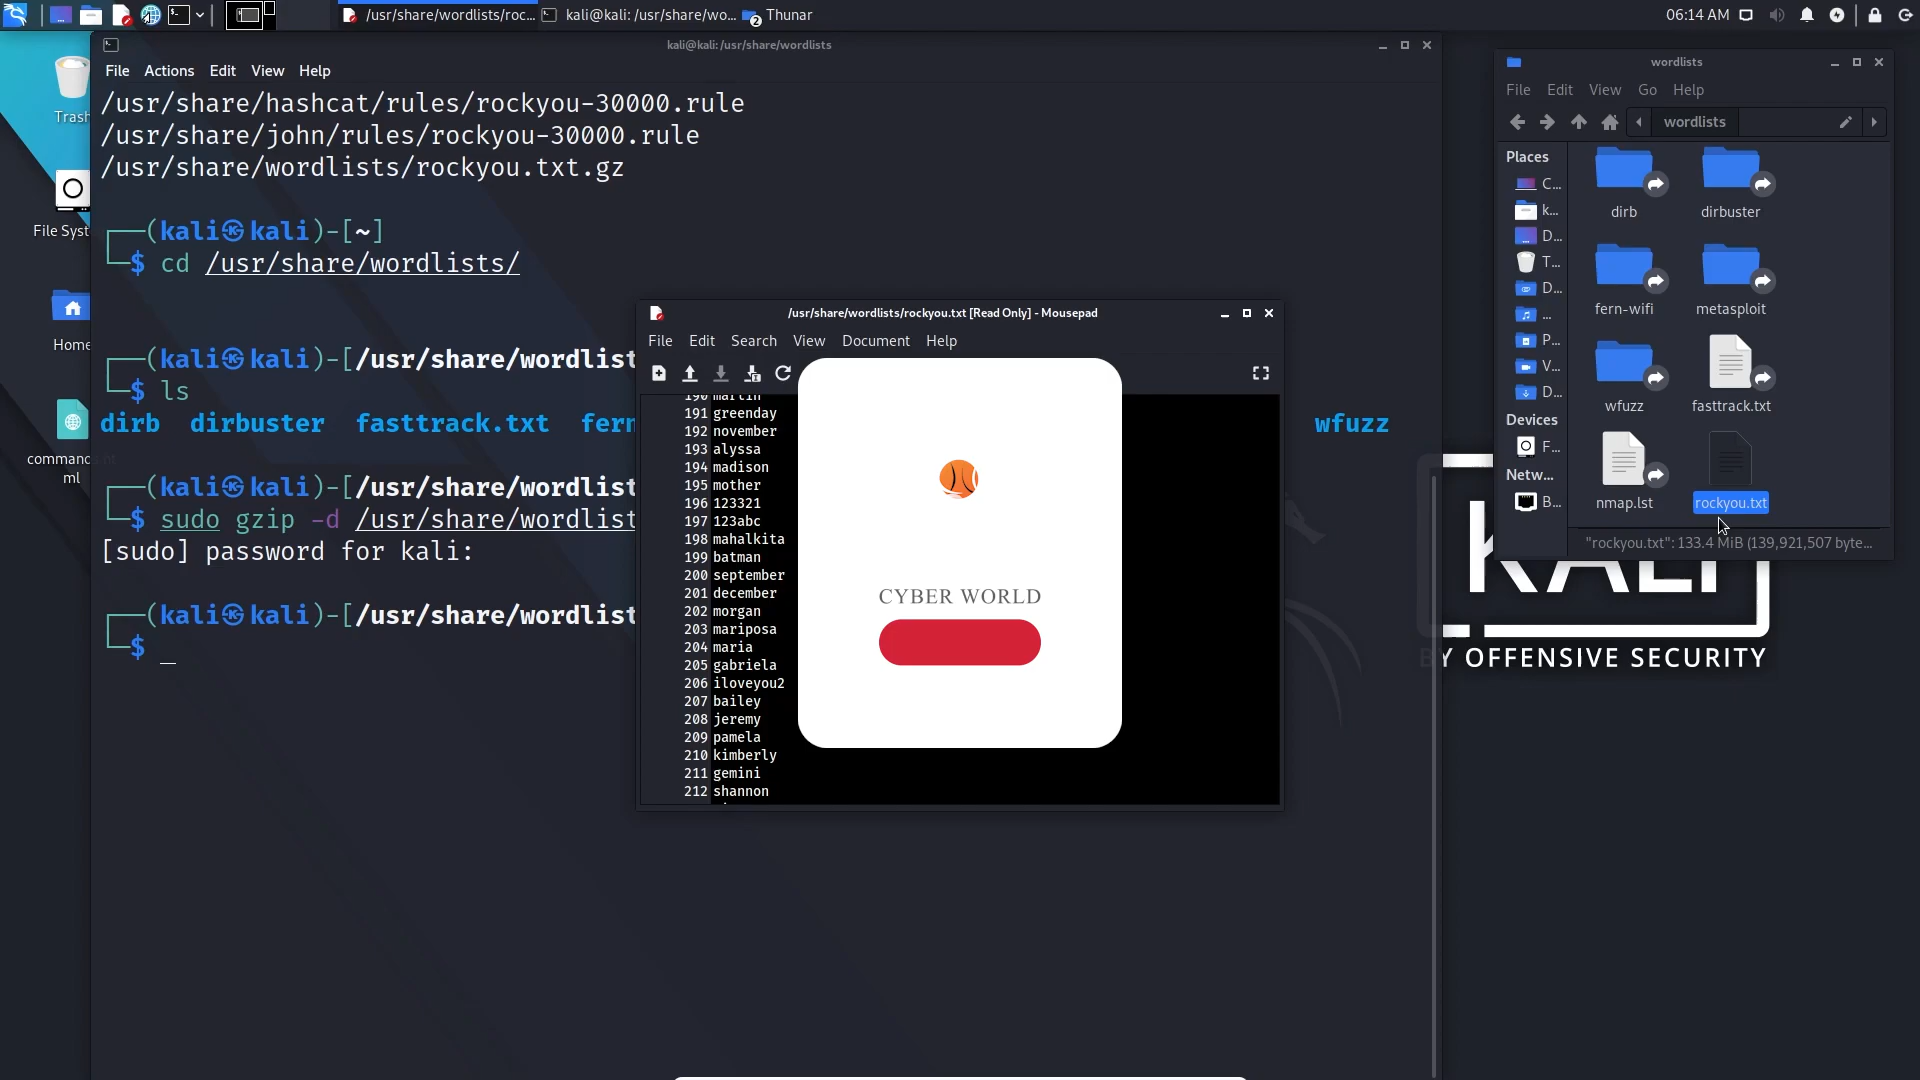 /usr/share/wordlists/roc...
kali@kali: /usr/share/wo...
2
Thunar
06:14 AM
kali@kali: /usr/share/wordlists
File Actions Edit View Help
/usr/share/hashcat/rules/rockyou-30000.rule
/usr/share/john/rules/rockyou-30000.rule
/usr/share/wordlists/rockyou.txt.gz
(kali㉿kali)-[~]
$ cd /usr/share/wordlists/
(kali㉿kali)-[/usr/share/wordlist
$ ls
dirb dirbuster fasttrack.txt fern wfuzz
(kali㉿kali)-[/usr/share/wordlist
$ sudo gzip -d /usr/share/wordlist
[sudo] password for kali:
(kali㉿kali)-[/usr/share/wordlist
$ _
Trash
File Syst
Home
/usr/share/wordlists/rockyou.txt [Read Only] - Mousepad
File Edit Search View Document Help
190 martin
191 greenday
192 november
193 alyssa
194 madison
195 mother
196 123321
197 123abc
198 mahalkita
199 batman
200 september
201 december
202 morgan
203 mariposa
204 maria
205 gabriela
206 iloveyou2
207 bailey
208 jeremy
209 pamela
210 kimberly
211 gemini
212 shannon
CYBER WORLD
wordlists
File Edit View Go Help
wordlists
Places
C...
k...
D...
T...
D...
...
P...
V...
D...
Devices
F...
Netw...
B...
dirb
dirbuster
fern-wifi
metasploit
wfuzz
fasttrack.txt
nmap.lst
rockyou.txt
"rockyou.txt": 133.4 MiB (139,921,507 byte...
KALI
BY OFFENSIVE SECURITY